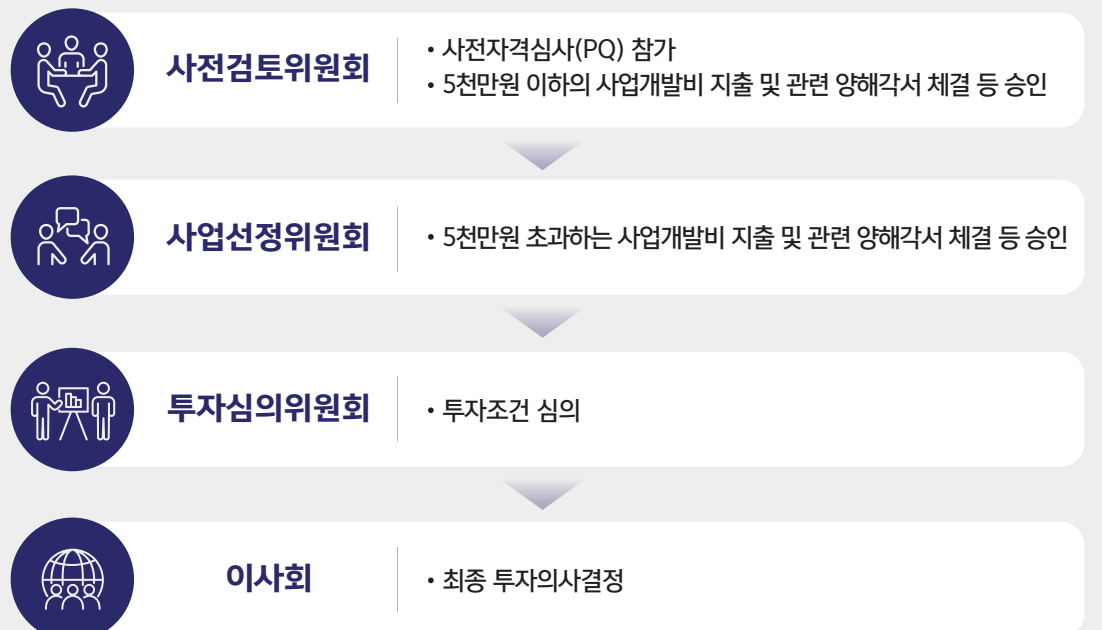 사전검토위원회
• 사전자격심사(PQ) 참가
• 5천만원 이하의 사업개발비 지출 및 관련 양해각서 체결 등 승인
사업선정위원회
• 5천만원 초과하는 사업개발비 지출 및 관련 양해각서 체결 등 승인
투자심의위원회
• 투자조건 심의
이사회
• 최종 투자의사결정